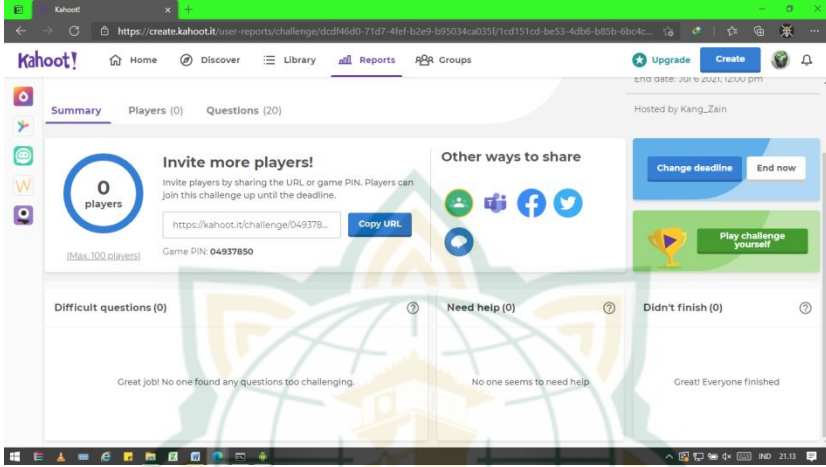 Kahoot!
https://create.kahoot.it/user-reports/challenge/dcdf46d0-71d7-4fef-b2e9-b95034ca035f/1cd151cd-be53-4db6-b85b-6bc4c...
Kahoot! Home Discover Library Reports Groups Upgrade Create
End date: Jul 6 2021, 12:00 pm
Summary Players (0) Questions (20)
Hosted by Kang_Zain
0
players
(Max. 100 players)
Invite more players!
Invite players by sharing the URL or game PIN. Players can
join this challenge up until the deadline.
https://kahoot.it/challenge/049378... Copy URL
Game PIN: 04937850
Other ways to share
Change deadline End now
Play challenge
yourself
Difficult questions (0)
Great job! No one found any questions too challenging.
Need help (0)
No one seems to need help
Didn't finish (0)
Great! Everyone finished
IND 21.13